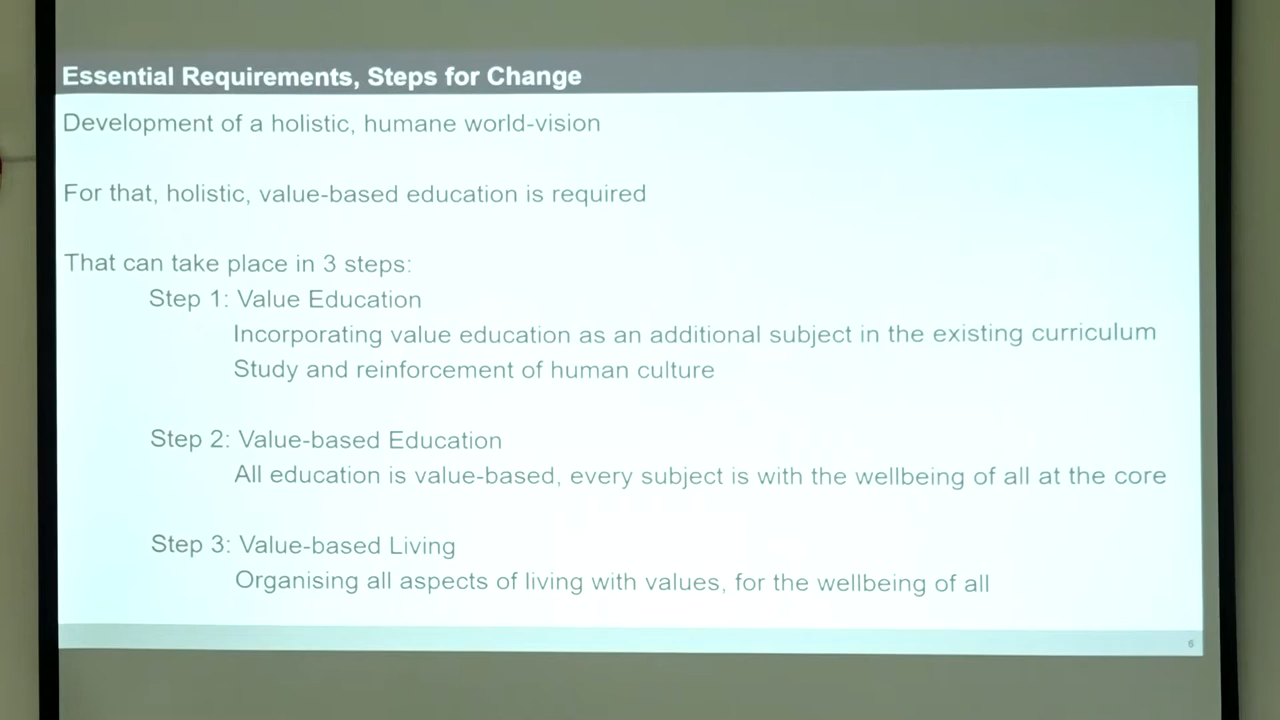 Essential Requirements, Steps for Change
Development of a holistic, humane world-vision
For that, holistic, value-based education is required
That can take place in 3 steps:
Step 1: Value Education
Incorporating value education as an additional subject in the existing curriculum
Study and reinforcement of human culture
Step 2: Value-based Education
All education is value-based, every subject is with the wellbeing of all at the core
Step 3: Value-based Living
Organising all aspects of living with values, for the wellbeing of all
6